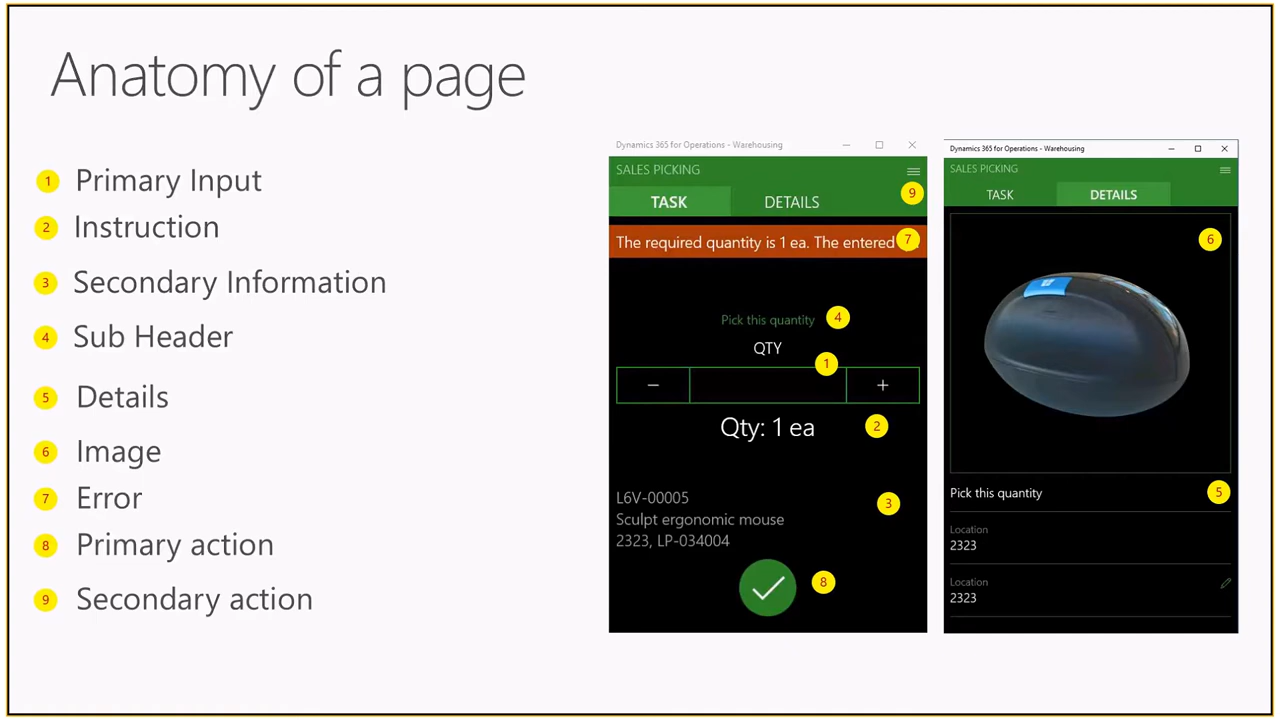 Anatomy of a page
1 Primary Input
2 Instruction
3 Secondary Information
4 Sub Header
5 Details
6 Image
7 Error
8 Primary action
9 Secondary action
Dynamics 365 for Operations - Warehousing
SALES PICKING
9
TASK DETAILS
The required quantity is 1 ea. The entered
7
Pick this quantity 4
QTY
1
− +
Qty: 1 ea 2
L6V-00005
3
Sculpt ergonomic mouse
2323, LP-034004
8
Dynamics 365 for Operations - Warehousing
SALES PICKING
TASK DETAILS
6
Pick this quantity 5
Location
2323
Location
2323